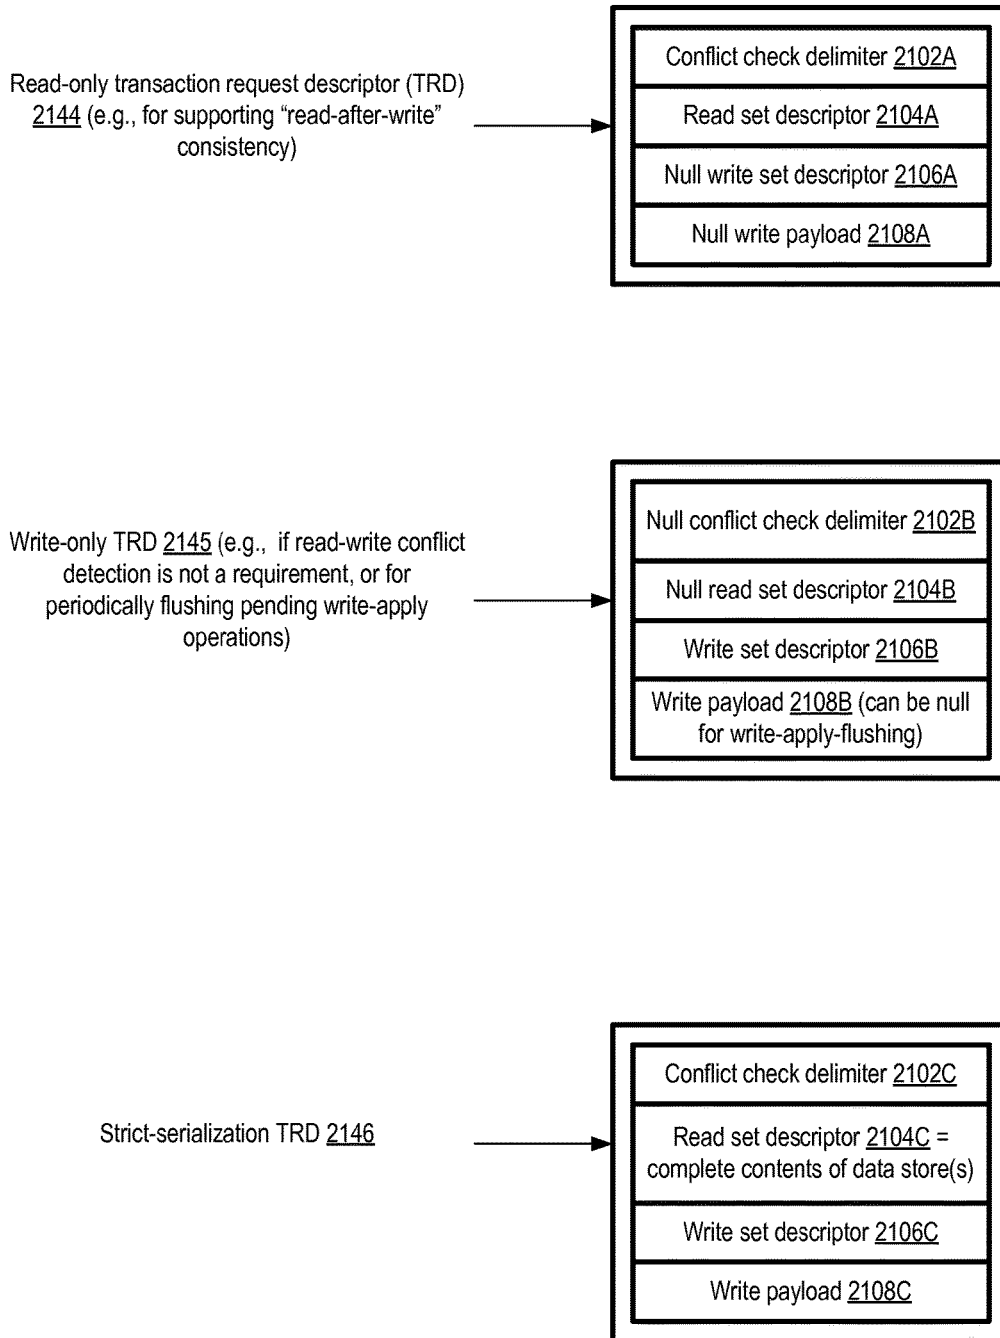 Read-only transaction request descriptor (TRD)
2144 (e.g., for supporting “read-after-write”
consistency)
Conflict check delimiter 2102A
Read set descriptor 2104A
Null write set descriptor 2106A
Null write payload 2108A
Write-only TRD 2145 (e.g., if read-write conflict
detection is not a requirement, or for
periodically flushing pending write-apply
operations)
Null conflict check delimiter 2102B
Null read set descriptor 2104B
Write set descriptor 2106B
Write payload 2108B (can be null
for write-apply-flushing)
Strict-serialization TRD 2146
Conflict check delimiter 2102C
Read set descriptor 2104C =
complete contents of data store(s)
Write set descriptor 2106C
Write payload 2108C